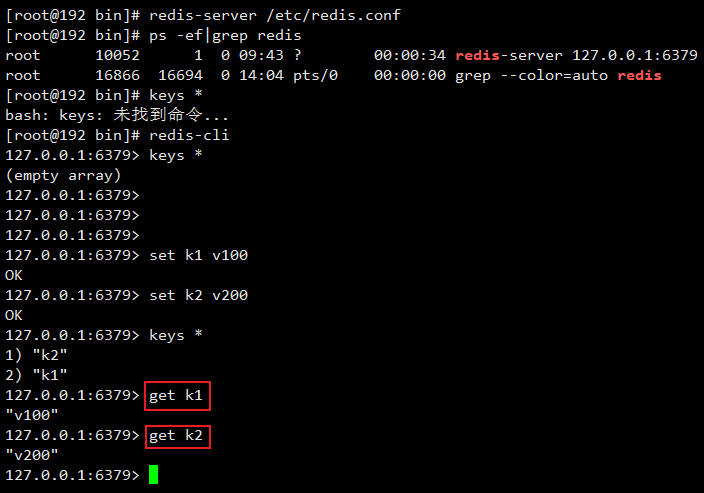 [root@192 bin]# redis-server /etc/redis.conf
[root@192 bin]# ps -ef|grep redis
root      10052      1  0 09:43 ?        00:00:34 redis-server 127.0.0.1:6379
root      16866  16694  0 14:04 pts/0    00:00:00 grep --color=auto redis
[root@192 bin]# keys *
bash: keys: 未找到命令...
[root@192 bin]# redis-cli
127.0.0.1:6379> keys *
(empty array)
127.0.0.1:6379>
127.0.0.1:6379>
127.0.0.1:6379>
127.0.0.1:6379> set k1 v100
OK
127.0.0.1:6379> set k2 v200
OK
127.0.0.1:6379> keys *
1) "k2"
2) "k1"
127.0.0.1:6379> get k1
"v100"
127.0.0.1:6379> get k2
"v200"
127.0.0.1:6379>